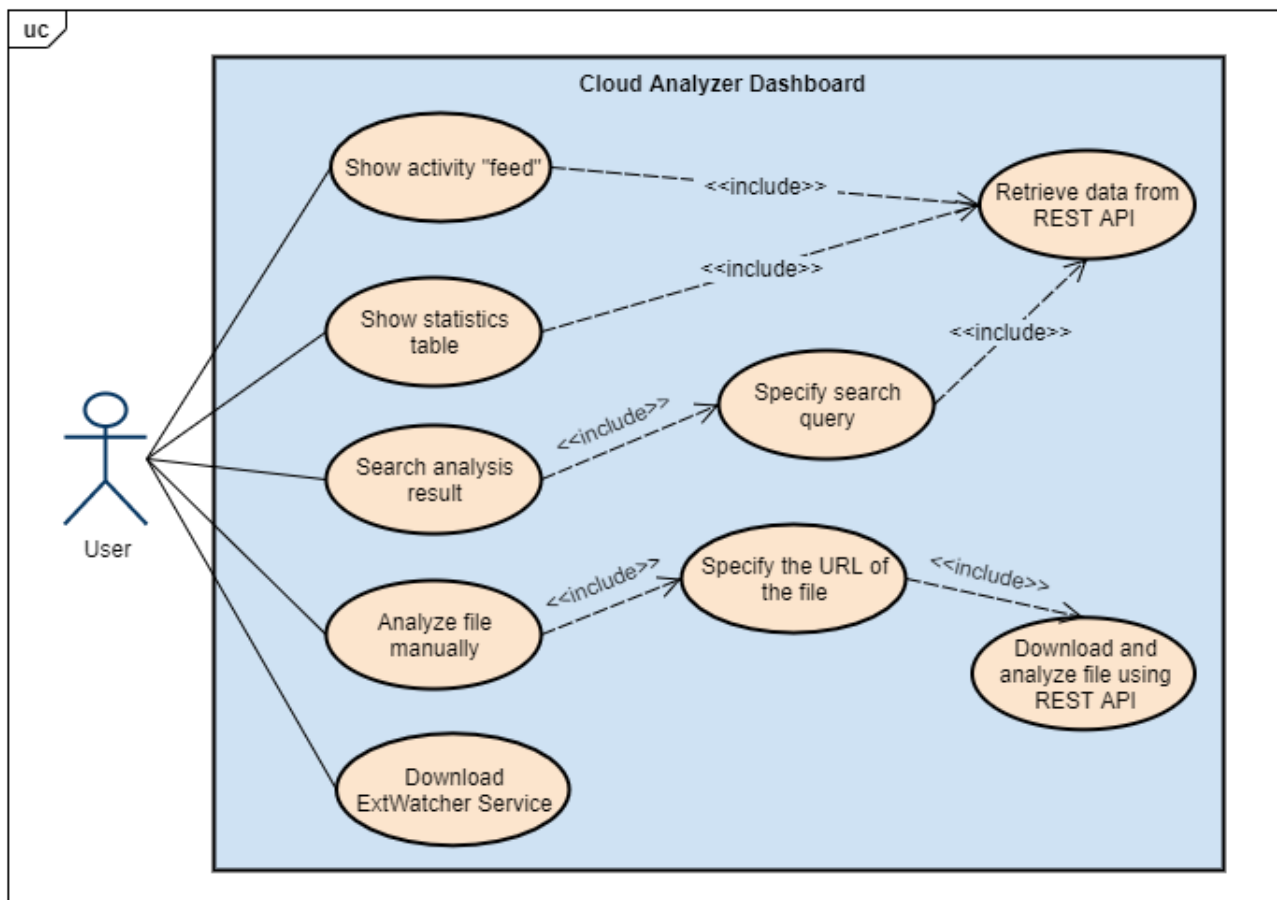 uc
Cloud Analyzer Dashboard
Show activity "feed"
<<include>>
Retrieve data from
REST API
Show statistics
table
<<include>>
<<include>>
Specify search
query
Search analysis
result
<<include>>
User
Specify the URL of
the file
<<include>>
<<include>>
Analyze file
manually
Download and
analyze file using
REST API
Download
ExtWatcher Service